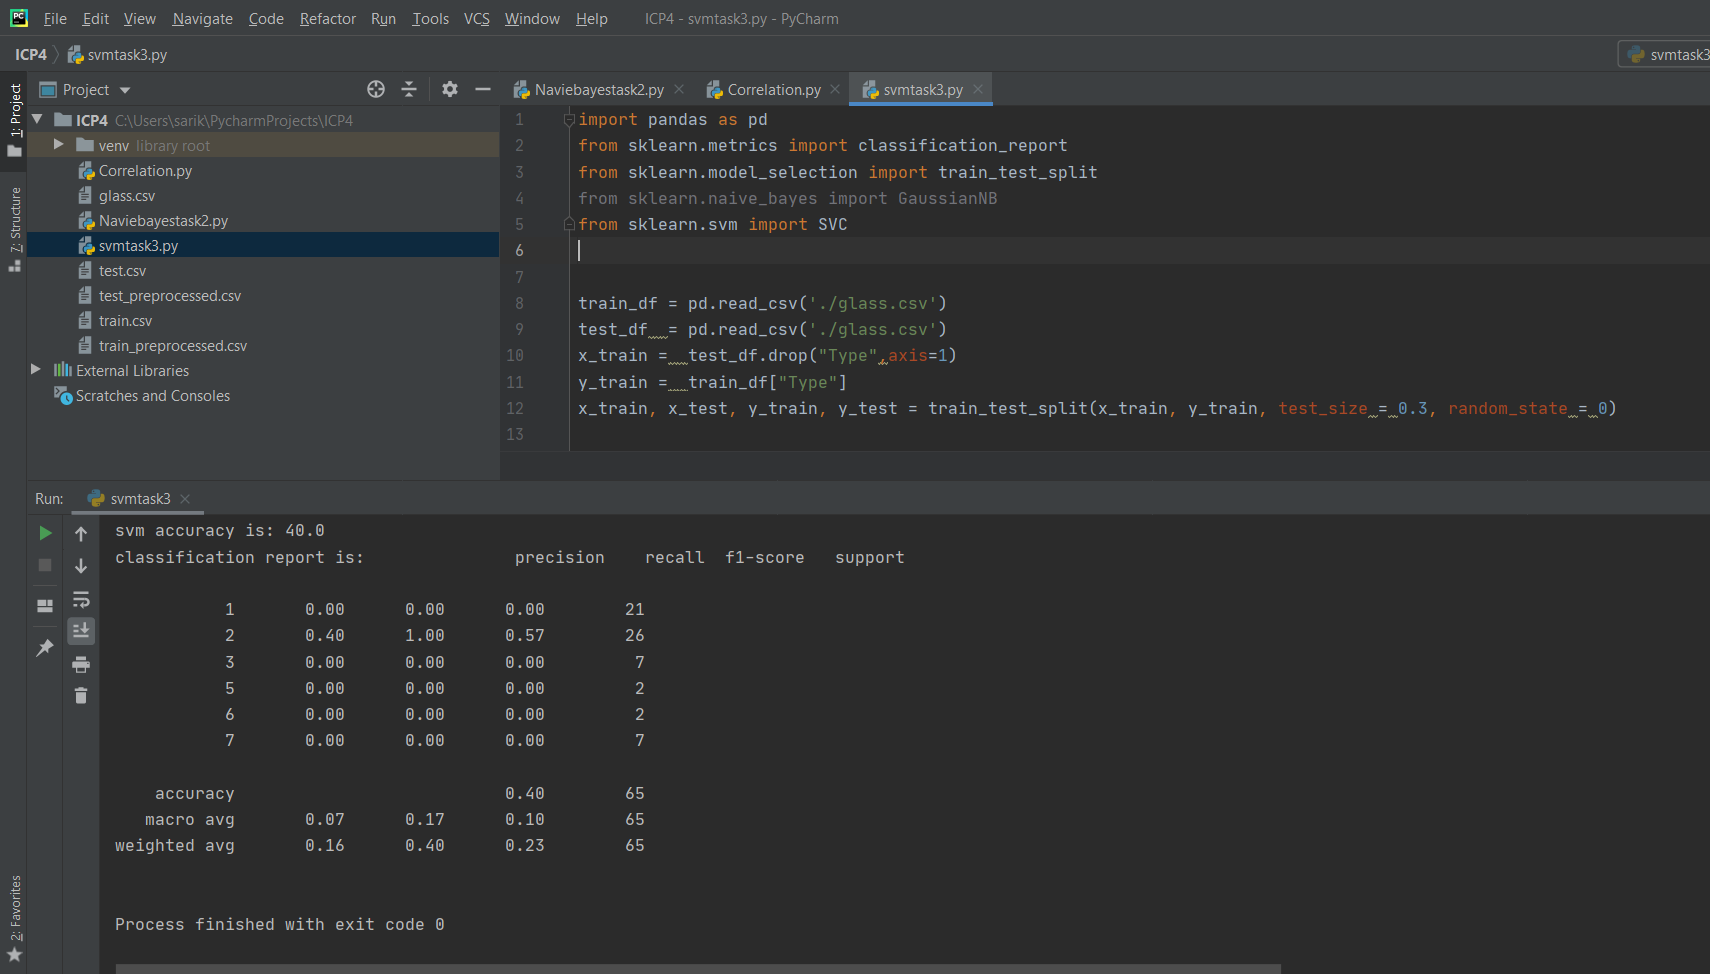 File Edit View Navigate Code Refactor Run Tools VCS Window Help ICP4 - svmtask3.py - PyCharm
ICP4 svmtask3.py svmtask3
1: Project
7: Structure
2: Favorites
Project
ICP4 C:\Users\sarik\PycharmProjects\ICP4
venv library root
Correlation.py
glass.csv
Naviebayestask2.py
svmtask3.py
test.csv
test_preprocessed.csv
train.csv
train_preprocessed.csv
External Libraries
Scratches and Consoles
Naviebayestask2.py Correlation.py svmtask3.py
1 import pandas as pd
2 from sklearn.metrics import classification_report
3 from sklearn.model_selection import train_test_split
4 from sklearn.naive_bayes import GaussianNB
5 from sklearn.svm import SVC
6
7
8 train_df = pd.read_csv('./glass.csv')
9 test_df  = pd.read_csv('./glass.csv')
10 x_train =  test_df.drop("Type",axis=1)
11 y_train =  train_df["Type"]
12 x_train, x_test, y_train, y_test = train_test_split(x_train, y_train, test_size = 0.3, random_state = 0)
13
Run: svmtask3
svm accuracy is: 40.0
classification report is:               precision    recall  f1-score   support
1       0.00      0.00      0.00        21
2       0.40      1.00      0.57        26
3       0.00      0.00      0.00         7
5       0.00      0.00      0.00         2
6       0.00      0.00      0.00         2
7       0.00      0.00      0.00         7
accuracy                           0.40        65
macro avg       0.07      0.17      0.10        65
weighted avg       0.16      0.40      0.23        65
Process finished with exit code 0